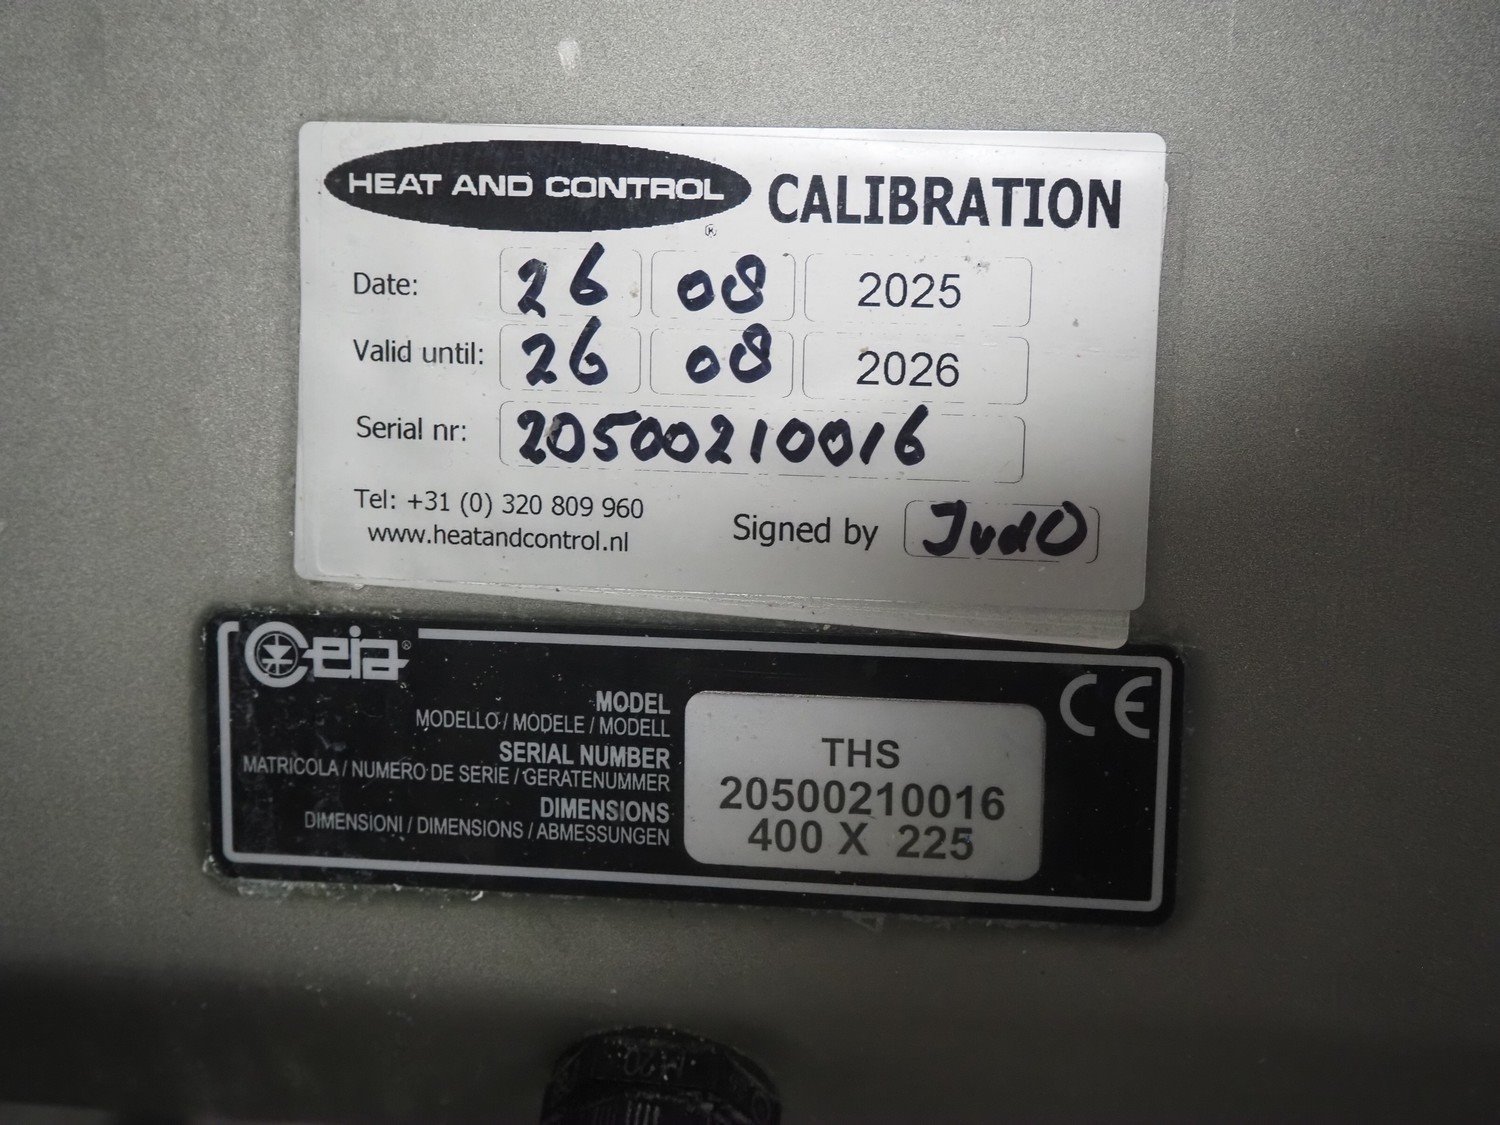 HEAT AND CONTROL® CALIBRATION
Date: 26 08 2025
Valid until: 26 08 2026
Serial nr: 20500210016
Tel: +31 (0) 320 809 960
www.heatandcontrol.nl
Signed by JvdO
Ceia®
CE
MODEL
MODELLO / MODELE / MODELL
THS
SERIAL NUMBER
MATRICOLA / NUMERO DE SERIE / GERATENUMMER
20500210016
DIMENSIONS
DIMENSIONI / DIMENSIONS / ABMESSUNGEN
400 X 225
M20